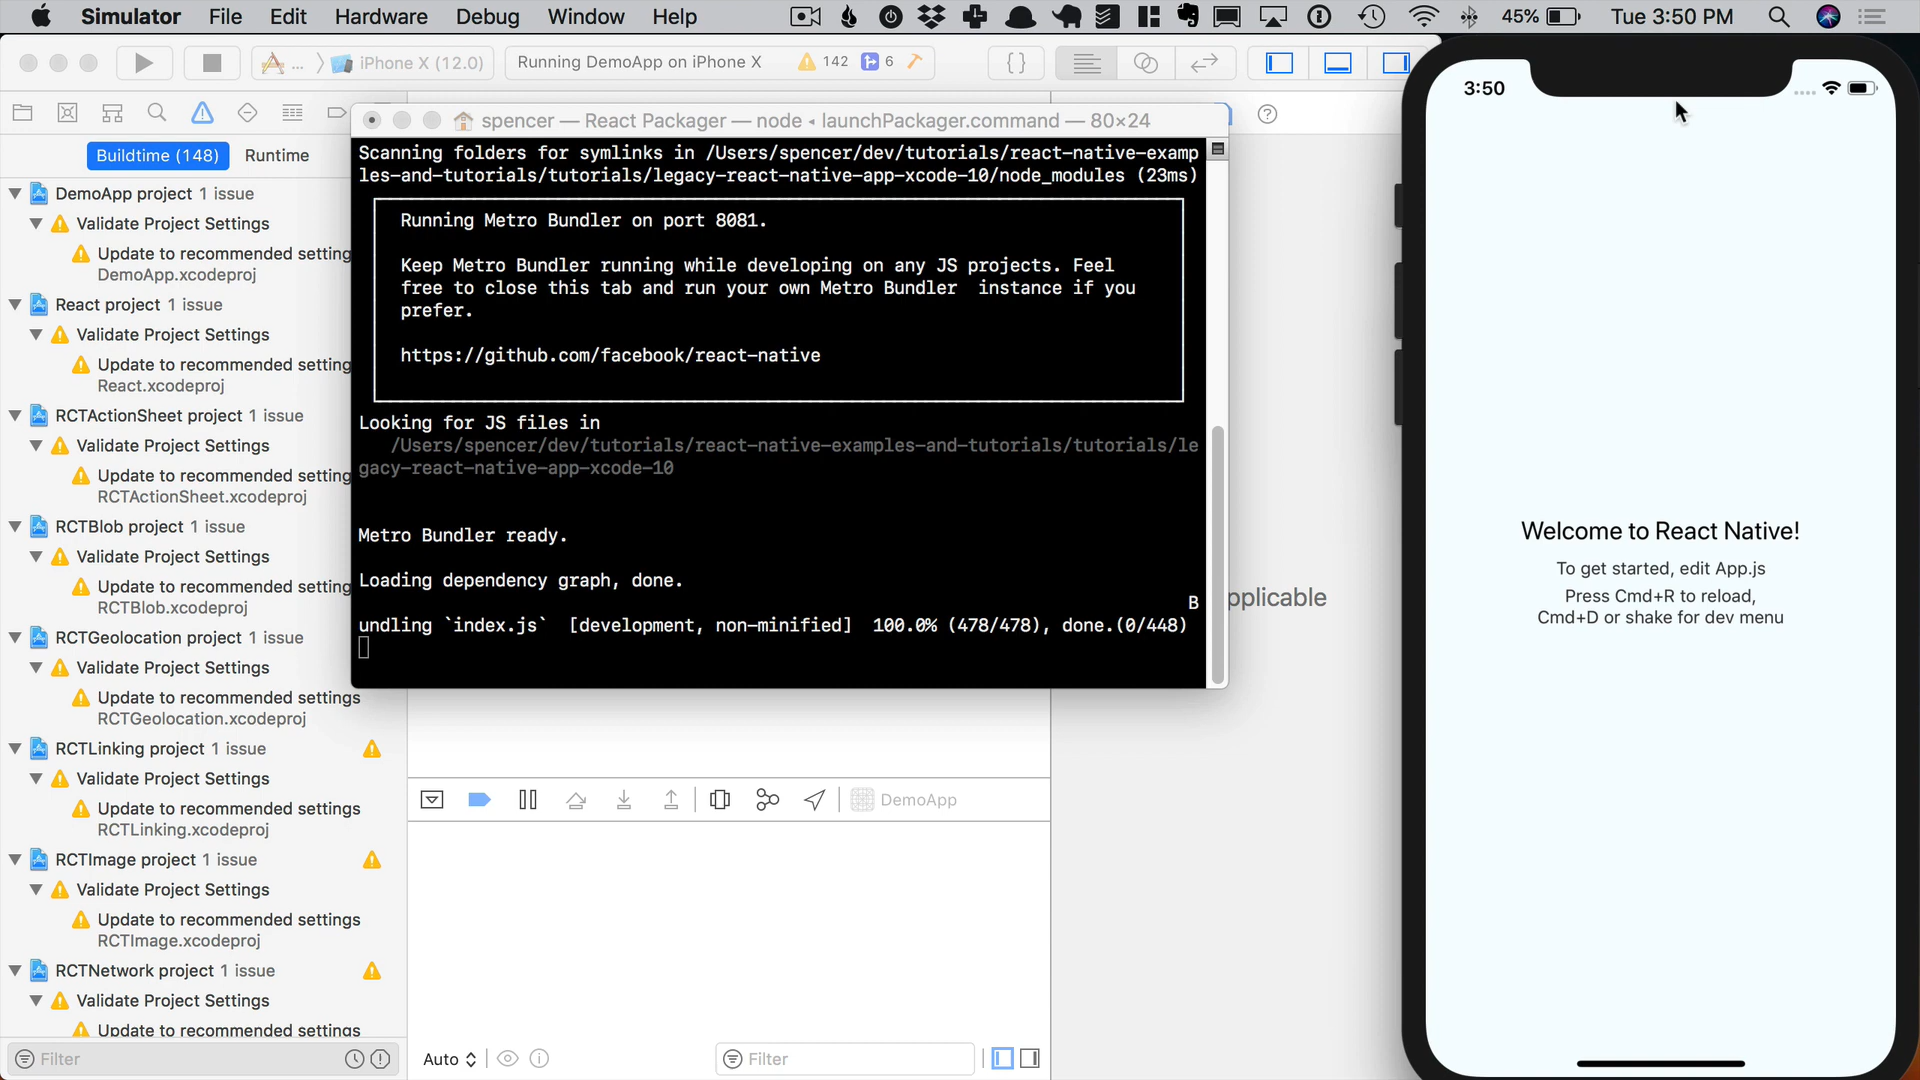 Simulator File Edit Hardware Debug Window Help 45% Tue 3:50 PM
... iPhone X (12.0) Running DemoApp on iPhone X 142 6 {}
Buildtime (148) Runtime
DemoApp project 1 issue
Validate Project Settings
Update to recommended setting
DemoApp.xcodeproj
React project 1 issue
Validate Project Settings
Update to recommended setting
React.xcodeproj
RCTActionSheet project 1 issue
Validate Project Settings
Update to recommended setting
RCTActionSheet.xcodeproj
RCTBlob project 1 issue
Validate Project Settings
Update to recommended setting
RCTBlob.xcodeproj
RCTGeolocation project 1 issue
Validate Project Settings
Update to recommended settings
RCTGeolocation.xcodeproj
RCTLinking project 1 issue
Validate Project Settings
Update to recommended settings
RCTLinking.xcodeproj
RCTImage project 1 issue
Validate Project Settings
Update to recommended settings
RCTImage.xcodeproj
RCTNetwork project 1 issue
Validate Project Settings
Update to recommended settings
Filter
spencer — React Packager — node ◂ launchPackager.command — 80×24
Scanning folders for symlinks in /Users/spencer/dev/tutorials/react-native-examp
les-and-tutorials/tutorials/legacy-react-native-app-xcode-10/node_modules (23ms)
Running Metro Bundler on port 8081.
Keep Metro Bundler running while developing on any JS projects. Feel
free to close this tab and run your own Metro Bundler  instance if you
prefer.
https://github.com/facebook/react-native
Looking for JS files in
/Users/spencer/dev/tutorials/react-native-examples-and-tutorials/tutorials/le
gacy-react-native-app-xcode-10
Metro Bundler ready.
Loading dependency graph, done.
B
undling `index.js`  [development, non-minified]  100.0% (478/478), done.(0/448)
pplicable
DemoApp
Auto
Filter
3:50
Welcome to React Native!
To get started, edit App.js
Press Cmd+R to reload,
Cmd+D or shake for dev menu